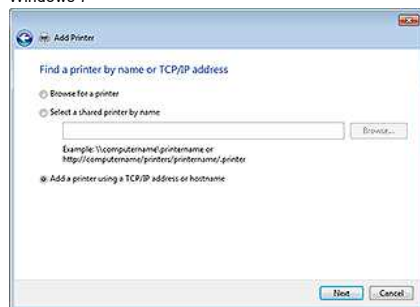 Windows 7
Add Printer
Find a printer by name or TCP/IP address
Browse for a printer
Select a shared printer by name
Browse...
Example: \\computername\printername or
http://computername/printers/printername/.printer
Add a printer using a TCP/IP address or hostname
Next
Cancel